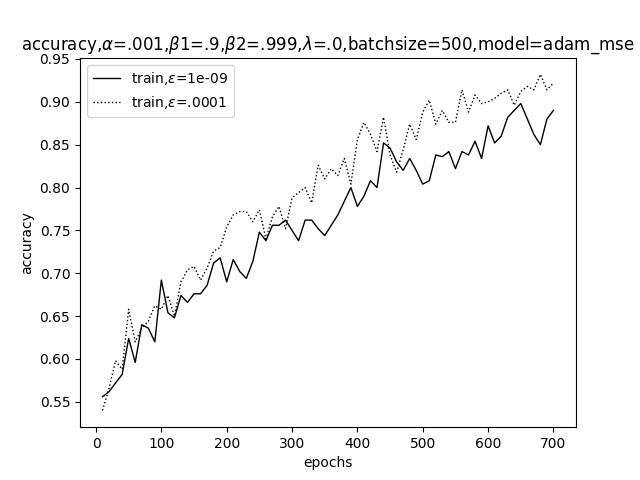 accuracy,α=.001,β1=.9,β2=.999,λ=.0,batchsize=500,model=adam_mse
train,ε=1e-09
train,ε=.0001
accuracy
0.95
0.90
0.85
0.80
0.75
0.70
0.65
0.60
0.55
0 100 200 300 400 500 600 700
epochs